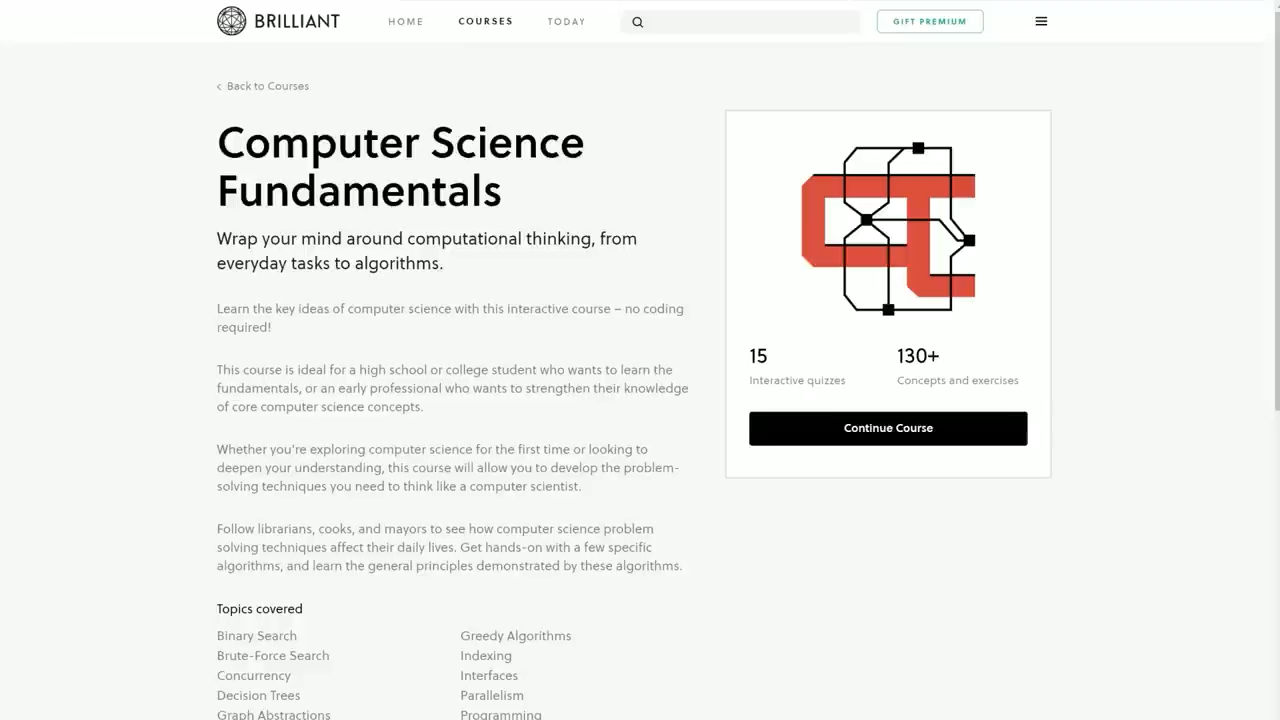 BRILLIANT
HOME
COURSES
TODAY
GIFT PREMIUM
Back to Courses
Computer Science
Fundamentals
Wrap your mind around computational thinking, from
everyday tasks to algorithms.
Learn the key ideas of computer science with this interactive course – no coding
required!
This course is ideal for a high school or college student who wants to learn the
fundamentals, or an early professional who wants to strengthen their knowledge
of core computer science concepts.
Whether you're exploring computer science for the first time or looking to
deepen your understanding, this course will allow you to develop the problem-
solving techniques you need to think like a computer scientist.
Follow librarians, cooks, and mayors to see how computer science problem
solving techniques affect their daily lives. Get hands-on with a few specific
algorithms, and learn the general principles demonstrated by these algorithms.
Topics covered
Binary Search
Brute-Force Search
Concurrency
Decision Trees
Graph Abstractions
Greedy Algorithms
Indexing
Interfaces
Parallelism
Programming
15
Interactive quizzes
130+
Concepts and exercises
Continue Course